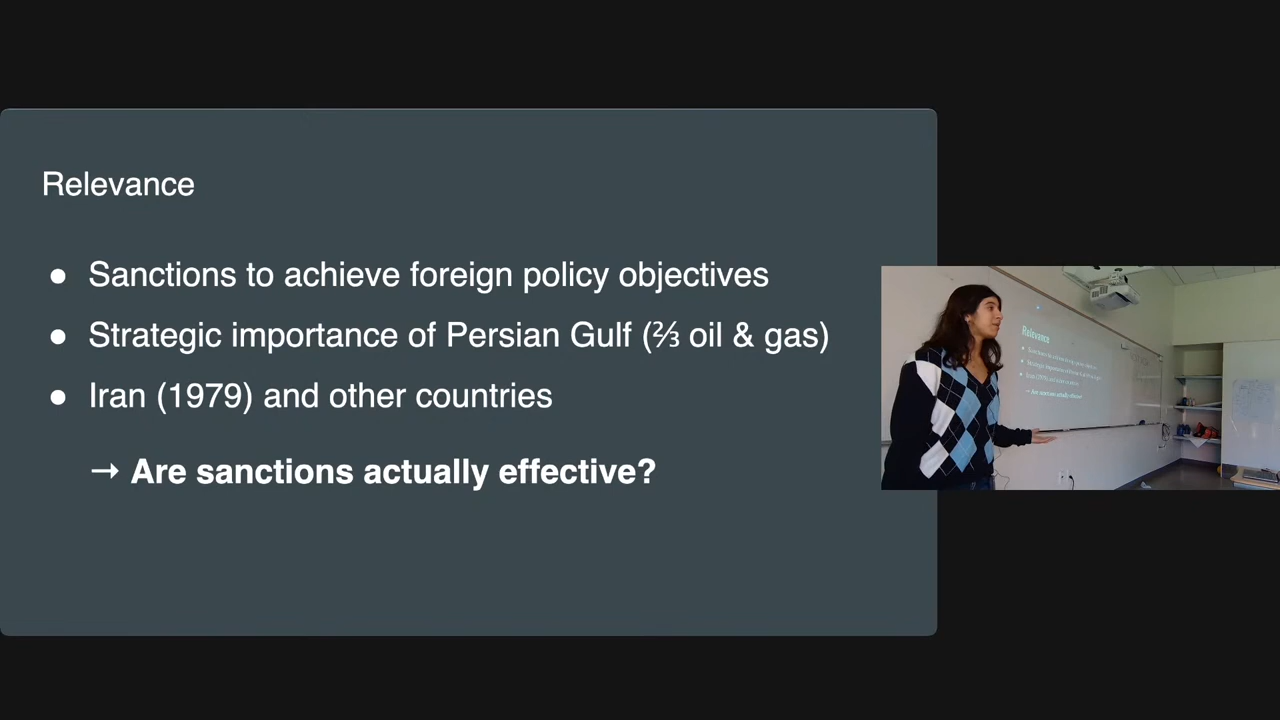 Relevance
● Sanctions to achieve foreign policy objectives
● Strategic importance of Persian Gulf (⅔ oil & gas)
● Iran (1979) and other countries
→ Are sanctions actually effective?
Relevance